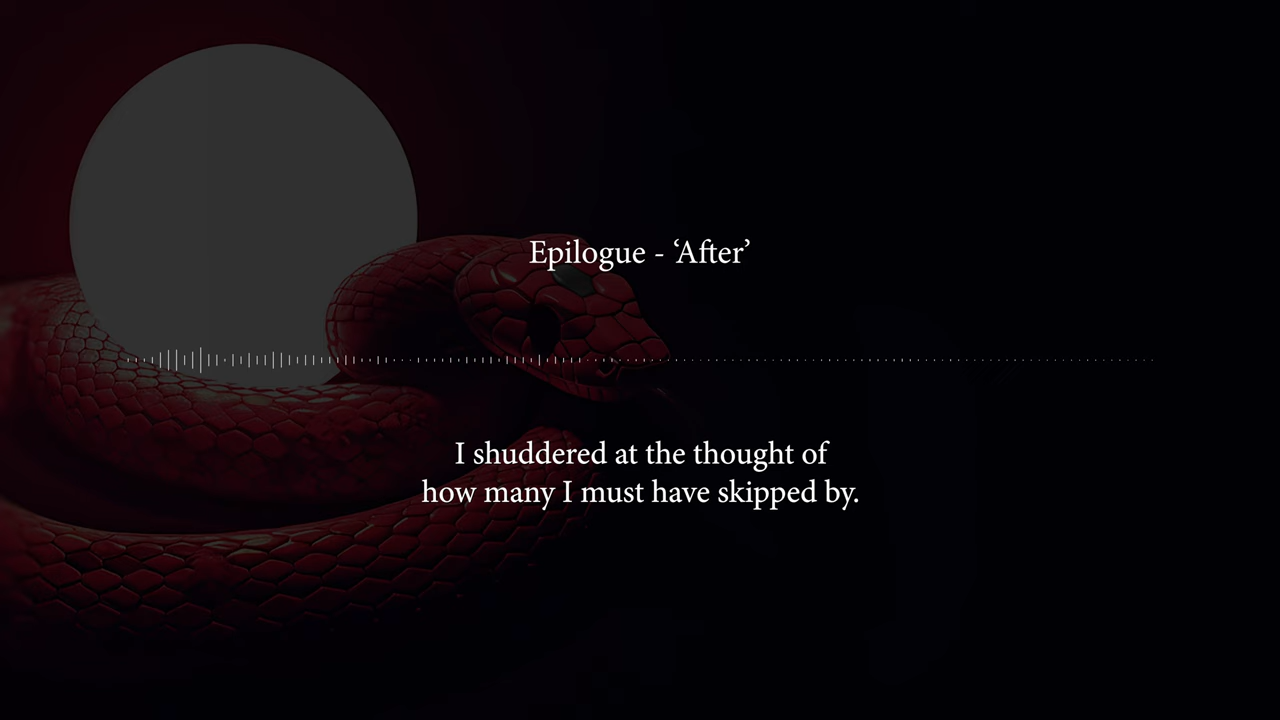 Epilogue - ‘After’
I shuddered at the thought of
how many I must have skipped by.